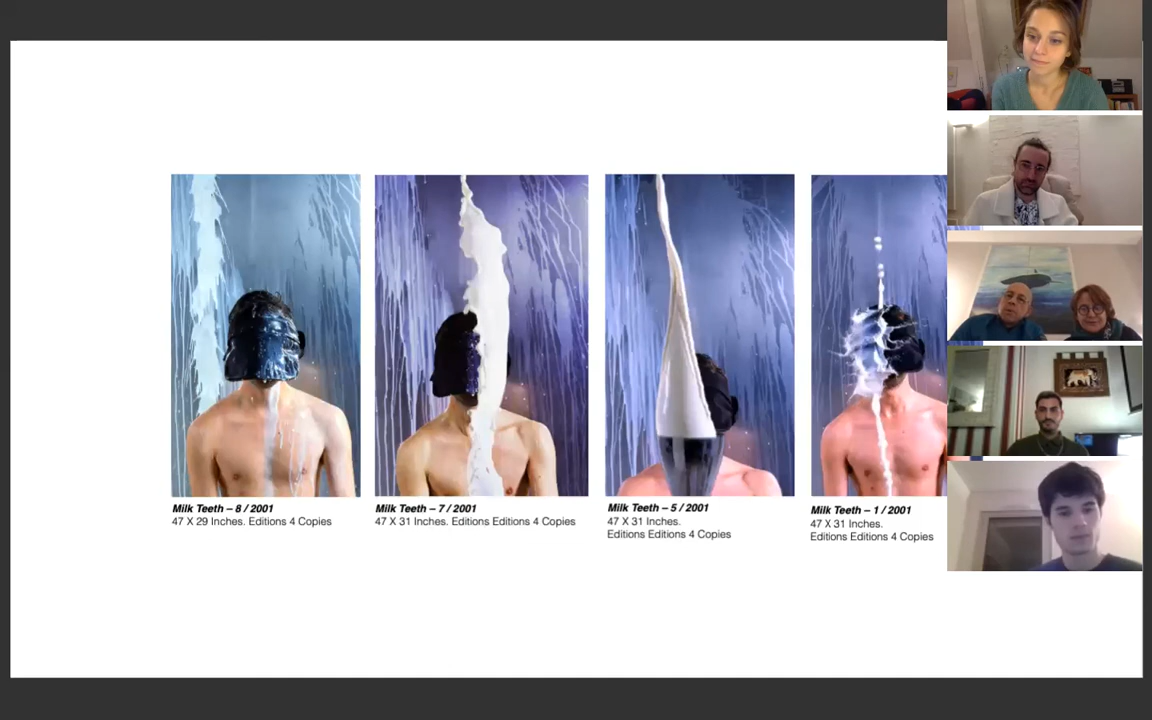 Milk Teeth – 8 / 2001
47 X 29 Inches. Editions 4 Copies
Milk Teeth – 7 / 2001
47 X 31 Inches. Editions Editions 4 Copies
Milk Teeth – 5 / 2001
47 X 31 Inches.
Editions Editions 4 Copies
Milk Teeth – 1 / 2001
47 X 31 Inches.
Editions Editions 4 Copies